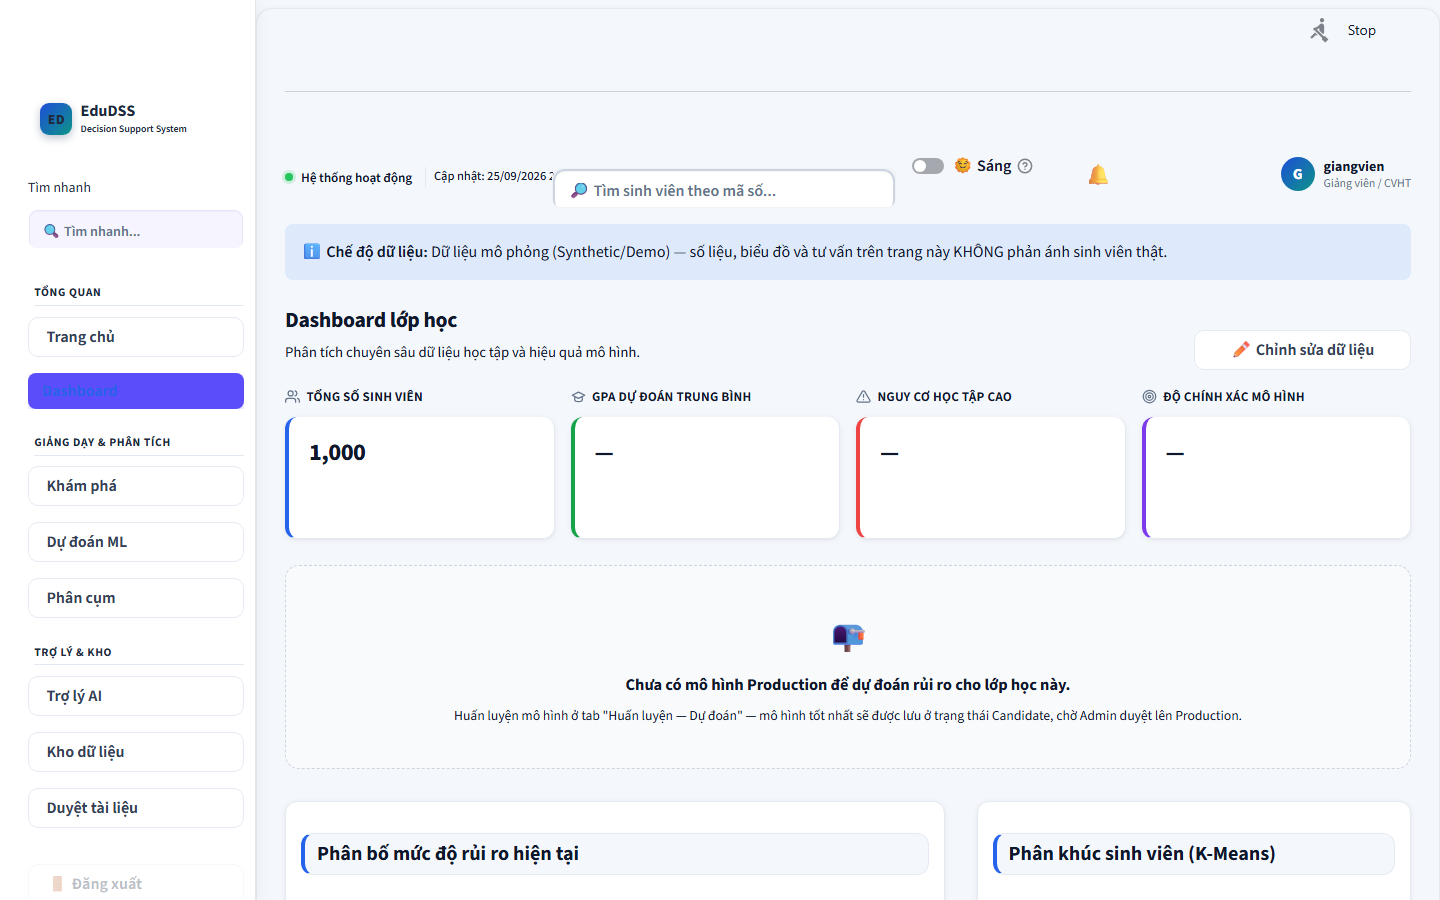 Stop
ED
EduDSS
Decision Support System
Tìm nhanh
🔍 Tìm nhanh...
TỔNG QUAN
Trang chủ
Dashboard
GIẢNG DẠY & PHÂN TÍCH
Khám phá
Dự đoán ML
Phân cụm
TRỢ LÝ & KHO
Trợ lý AI
Kho dữ liệu
Duyệt tài liệu
Đăng xuất
Hệ thống hoạt động
Cập nhật: 25/09/2026
🔎 Tìm sinh viên theo mã số...
🌞 Sáng
G
giangvien
Giảng viên / CVHT
ℹ️ Chế độ dữ liệu: Dữ liệu mô phỏng (Synthetic/Demo) — số liệu, biểu đồ và tư vấn trên trang này KHÔNG phản ánh sinh viên thật.
Dashboard lớp học
Phân tích chuyên sâu dữ liệu học tập và hiệu quả mô hình.
✏️ Chỉnh sửa dữ liệu
TỔNG SỐ SINH VIÊN
1,000
GPA DỰ ĐOÁN TRUNG BÌNH
—
NGUY CƠ HỌC TẬP CAO
—
ĐỘ CHÍNH XÁC MÔ HÌNH
—
Chưa có mô hình Production để dự đoán rủi ro cho lớp học này.
Huấn luyện mô hình ở tab "Huấn luyện — Dự đoán" — mô hình tốt nhất sẽ được lưu ở trạng thái Candidate, chờ Admin duyệt lên Production.
Phân bố mức độ rủi ro hiện tại
Phân khúc sinh viên (K-Means)